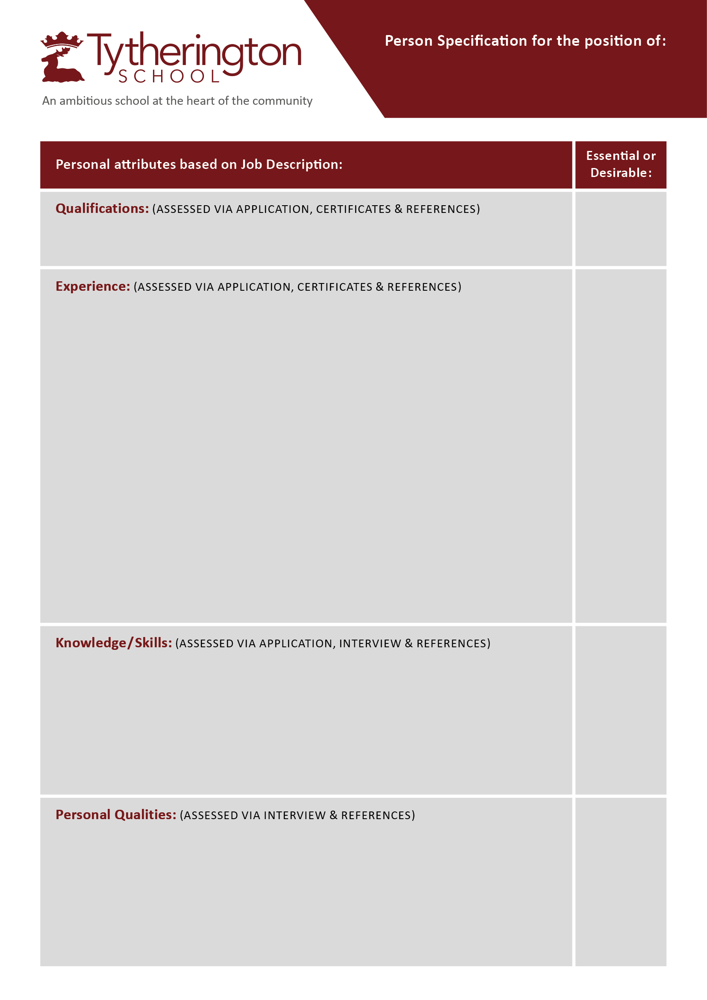 Tytherington
SCHOOL
An ambitious school at the heart of the community
Person Specification for the position of:
Personal attributes based on Job Description:
Essential or
Desirable:
Qualifications: (ASSESSED VIA APPLICATION, CERTIFICATES & REFERENCES)
Experience: (ASSESSED VIA APPLICATION, CERTIFICATES & REFERENCES)
Knowledge/Skills: (ASSESSED VIA APPLICATION, INTERVIEW & REFERENCES)
Personal Qualities: (ASSESSED VIA INTERVIEW & REFERENCES)